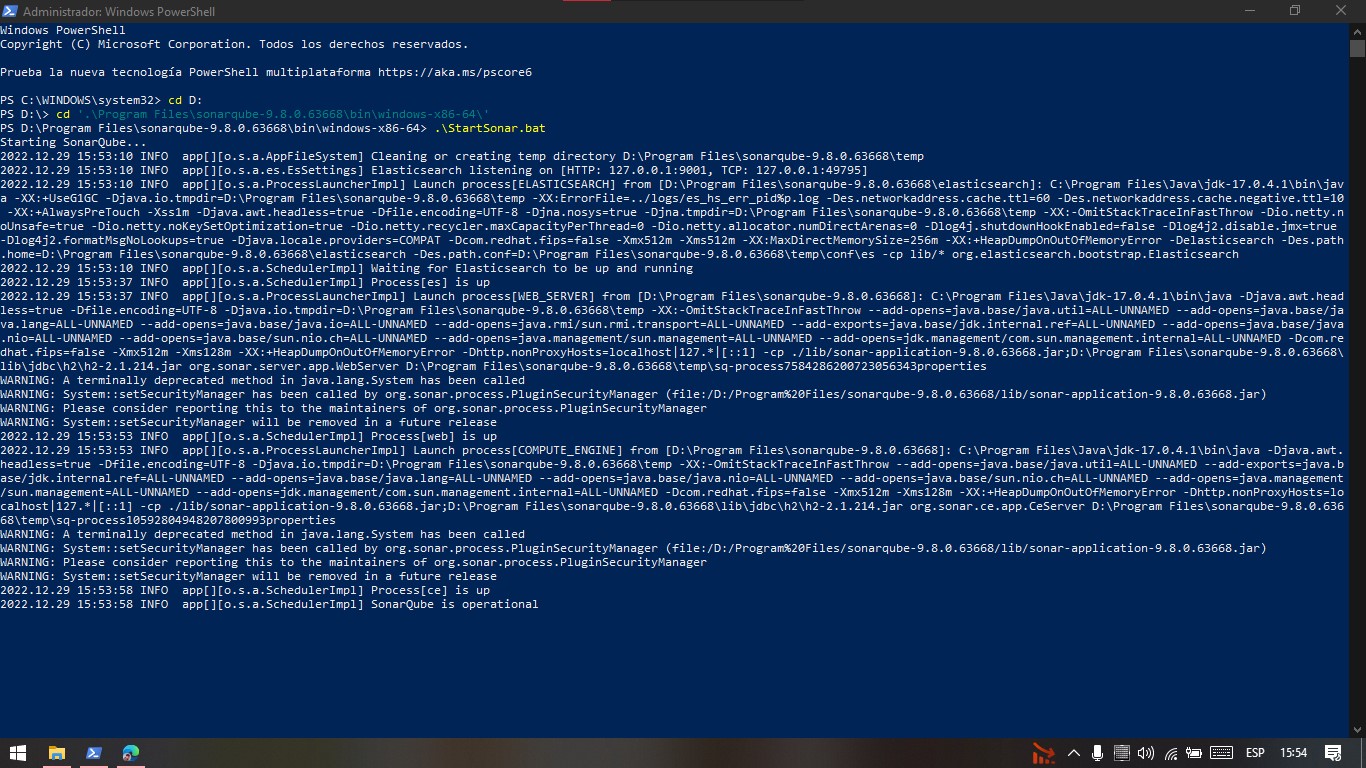 Administrador: Windows PowerShell
Windows PowerShell
Copyright (C) Microsoft Corporation. Todos los derechos reservados.
Prueba la nueva tecnología PowerShell multiplataforma https://aka.ms/pscore6
PS C:\WINDOWS\system32> cd D:
PS D:\> cd '.\Program Files\sonarqube-9.8.0.63668\bin\windows-x86-64\'
PS D:\Program Files\sonarqube-9.8.0.63668\bin\windows-x86-64> .\StartSonar.bat
Starting SonarQube...
2022.12.29 15:53:10 INFO  app[][o.s.a.AppFileSystem] Cleaning or creating temp directory D:\Program Files\sonarqube-9.8.0.63668\temp
2022.12.29 15:53:10 INFO  app[][o.s.a.es.EsSettings] Elasticsearch listening on [HTTP: 127.0.0.1:9001, TCP: 127.0.0.1:49795]
2022.12.29 15:53:10 INFO  app[][o.s.a.ProcessLauncherImpl] Launch process[ELASTICSEARCH] from [D:\Program Files\sonarqube-9.8.0.63668\elasticsearch]: C:\Program Files\Java\jdk-17.0.4.1\bin\jav
a -XX:+UseG1GC -Djava.io.tmpdir=D:\Program Files\sonarqube-9.8.0.63668\temp -XX:ErrorFile=../logs/es_hs_err_pid%p.log -Des.networkaddress.cache.ttl=60 -Des.networkaddress.cache.negative.ttl=10
 -XX:+AlwaysPreTouch -Xss1m -Djava.awt.headless=true -Dfile.encoding=UTF-8 -Djna.nosys=true -Djna.tmpdir=D:\Program Files\sonarqube-9.8.0.63668\temp -XX:-OmitStackTraceInFastThrow -Dio.netty.n
oUnsafe=true -Dio.netty.noKeySetOptimization=true -Dio.netty.recycler.maxCapacityPerThread=0 -Dio.netty.allocator.numDirectArenas=0 -Dlog4j.shutdownHookEnabled=false -Dlog4j2.disable.jmx=true
-Dlog4j2.formatMsgNoLookups=true -Djava.locale.providers=COMPAT -Dcom.redhat.fips=false -Xmx512m -Xms512m -XX:MaxDirectMemorySize=256m -XX:+HeapDumpOnOutOfMemoryError -Delasticsearch -Des.path
.home=D:\Program Files\sonarqube-9.8.0.63668\elasticsearch -Des.path.conf=D:\Program Files\sonarqube-9.8.0.63668\temp\conf\es -cp lib/* org.elasticsearch.bootstrap.Elasticsearch
2022.12.29 15:53:10 INFO  app[][o.s.a.SchedulerImpl] Waiting for Elasticsearch to be up and running
2022.12.29 15:53:37 INFO  app[][o.s.a.SchedulerImpl] Process[es] is up
2022.12.29 15:53:37 INFO  app[][o.s.a.ProcessLauncherImpl] Launch process[WEB_SERVER] from [D:\Program Files\sonarqube-9.8.0.63668]: C:\Program Files\Java\jdk-17.0.4.1\bin\java -Djava.awt.head
less=true -Dfile.encoding=UTF-8 -Djava.io.tmpdir=D:\Program Files\sonarqube-9.8.0.63668\temp -XX:-OmitStackTraceInFastThrow --add-opens=java.base/java.util=ALL-UNNAMED --add-opens=java.base/ja
va.lang=ALL-UNNAMED --add-opens=java.base/java.io=ALL-UNNAMED --add-opens=java.rmi/sun.rmi.transport=ALL-UNNAMED --add-exports=java.base/jdk.internal.ref=ALL-UNNAMED --add-opens=java.base/java
.nio=ALL-UNNAMED --add-opens=java.base/sun.nio.ch=ALL-UNNAMED --add-opens=java.management/sun.management=ALL-UNNAMED --add-opens=jdk.management/com.sun.management.internal=ALL-UNNAMED -Dcom.re
dhat.fips=false -Xmx512m -Xms128m -XX:+HeapDumpOnOutOfMemoryError -Dhttp.nonProxyHosts=localhost|127.*|[::1] -cp ./lib/sonar-application-9.8.0.63668.jar;D:\Program Files\sonarqube-9.8.0.63668\
lib\jdbc\h2\h2-2.1.214.jar org.sonar.server.app.WebServer D:\Program Files\sonarqube-9.8.0.63668\temp\sq-process7584286200723056343properties
WARNING: A terminally deprecated method in java.lang.System has been called
WARNING: System::setSecurityManager has been called by org.sonar.process.PluginSecurityManager (file:/D:/Program%20Files/sonarqube-9.8.0.63668/lib/sonar-application-9.8.0.63668.jar)
WARNING: Please consider reporting this to the maintainers of org.sonar.process.PluginSecurityManager
WARNING: System::setSecurityManager will be removed in a future release
2022.12.29 15:53:53 INFO  app[][o.s.a.SchedulerImpl] Process[web] is up
2022.12.29 15:53:53 INFO  app[][o.s.a.ProcessLauncherImpl] Launch process[COMPUTE_ENGINE] from [D:\Program Files\sonarqube-9.8.0.63668]: C:\Program Files\Java\jdk-17.0.4.1\bin\java -Djava.awt.
headless=true -Dfile.encoding=UTF-8 -Djava.io.tmpdir=D:\Program Files\sonarqube-9.8.0.63668\temp -XX:-OmitStackTraceInFastThrow --add-opens=java.base/java.util=ALL-UNNAMED --add-exports=java.b
ase/jdk.internal.ref=ALL-UNNAMED --add-opens=java.base/java.lang=ALL-UNNAMED --add-opens=java.base/java.nio=ALL-UNNAMED --add-opens=java.base/sun.nio.ch=ALL-UNNAMED --add-opens=java.management
/sun.management=ALL-UNNAMED --add-opens=jdk.management/com.sun.management.internal=ALL-UNNAMED -Dcom.redhat.fips=false -Xmx512m -Xms128m -XX:+HeapDumpOnOutOfMemoryError -Dhttp.nonProxyHosts=lo
calhost|127.*|[::1] -cp ./lib/sonar-application-9.8.0.63668.jar;D:\Program Files\sonarqube-9.8.0.63668\lib\jdbc\h2\h2-2.1.214.jar org.sonar.ce.app.CeServer D:\Program Files\sonarqube-9.8.0.636
68\temp\sq-process10592804948207800993properties
WARNING: A terminally deprecated method in java.lang.System has been called
WARNING: System::setSecurityManager has been called by org.sonar.process.PluginSecurityManager (file:/D:/Program%20Files/sonarqube-9.8.0.63668/lib/sonar-application-9.8.0.63668.jar)
WARNING: Please consider reporting this to the maintainers of org.sonar.process.PluginSecurityManager
WARNING: System::setSecurityManager will be removed in a future release
2022.12.29 15:53:58 INFO  app[][o.s.a.SchedulerImpl] Process[ce] is up
2022.12.29 15:53:58 INFO  app[][o.s.a.SchedulerImpl] SonarQube is operational
ESP
15:54